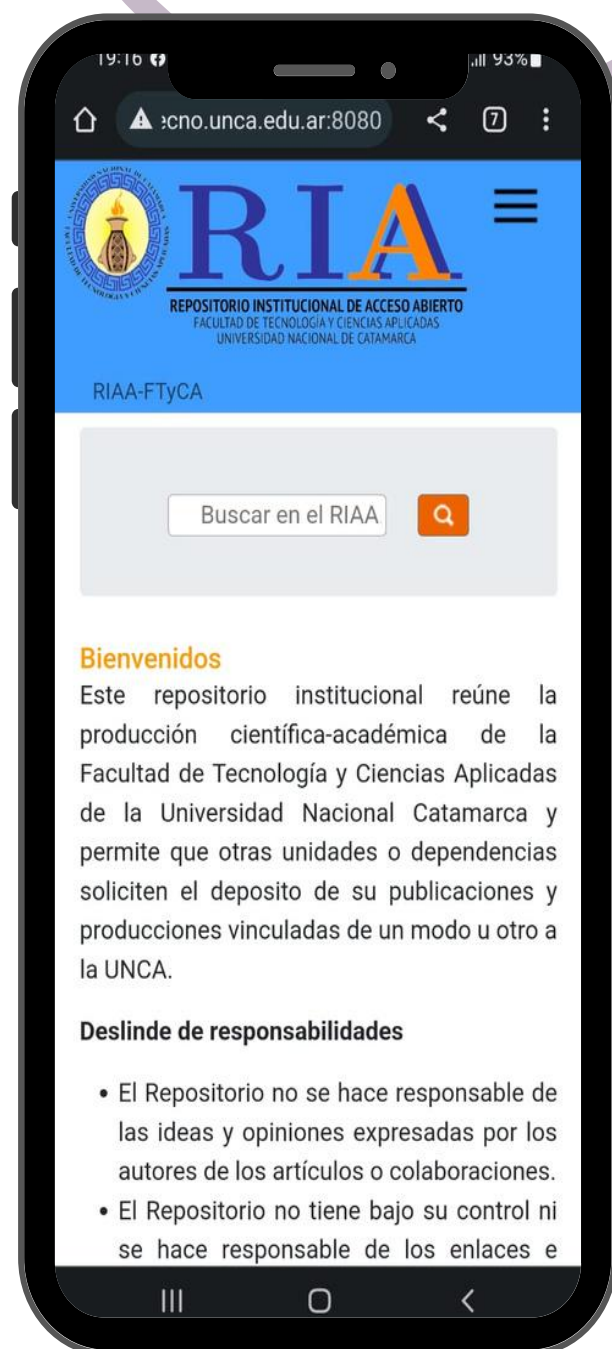 19:16 93%
ecno.unca.edu.ar:8080 7
RIA
REPOSITORIO INSTITUCIONAL DE ACCESO ABIERTO
FACULTAD DE TECNOLOGÍA Y CIENCIAS APLICADAS
UNIVERSIDAD NACIONAL DE CATAMARCA
RIAA-FTyCA
Buscar en el RIAA
Bienvenidos
Este repositorio institucional reúne la
producción científica-académica de la
Facultad de Tecnología y Ciencias Aplicadas
de la Universidad Nacional Catamarca y
permite que otras unidades o dependencias
soliciten el deposito de su publicaciones y
producciones vinculadas de un modo u otro a
la UNCA.
Deslinde de responsabilidades
• El Repositorio no se hace responsable de
las ideas y opiniones expresadas por los
autores de los artículos o colaboraciones.
• El Repositorio no tiene bajo su control ni
se hace responsable de los enlaces e